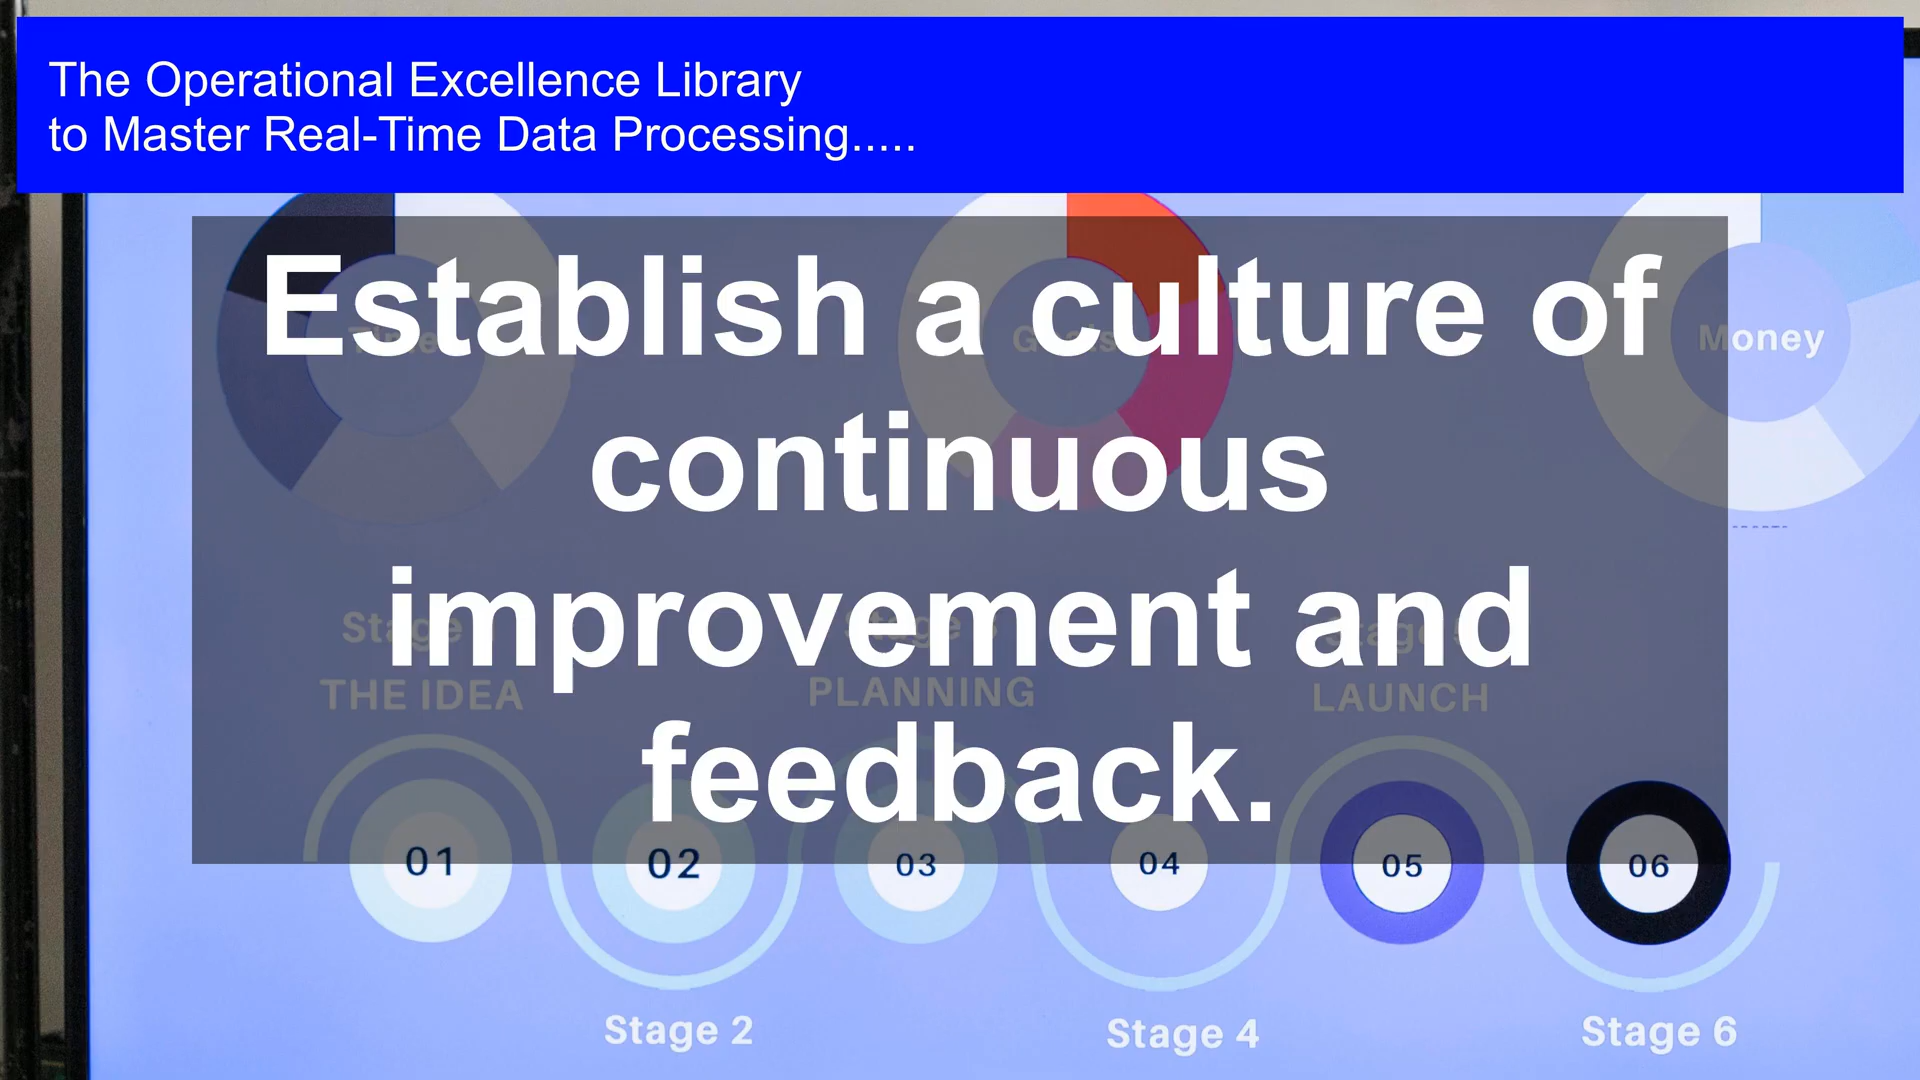 The Operational Excellence Library
to Master Real-Time Data Processing.....
Establish a culture of
continuous
improvement and
feedback.
Money
THE IDEA
PLANNING
LAUNCH
01 02 03 04 05 06
Stage 2 Stage 4 Stage 6